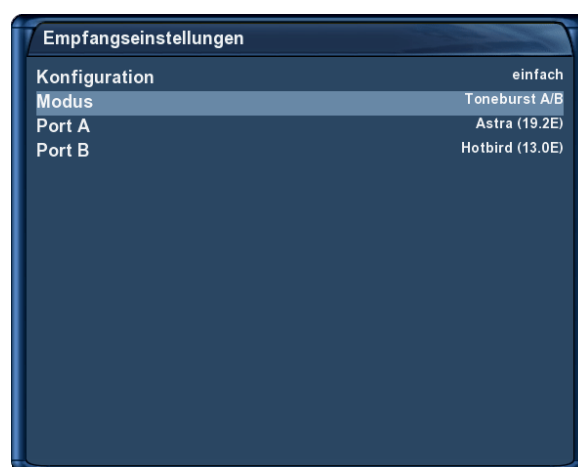 Empfangseinstellungen
Konfiguration einfach
Modus Toneburst A/B
Port A Astra (19.2E)
Port B Hotbird (13.0E)